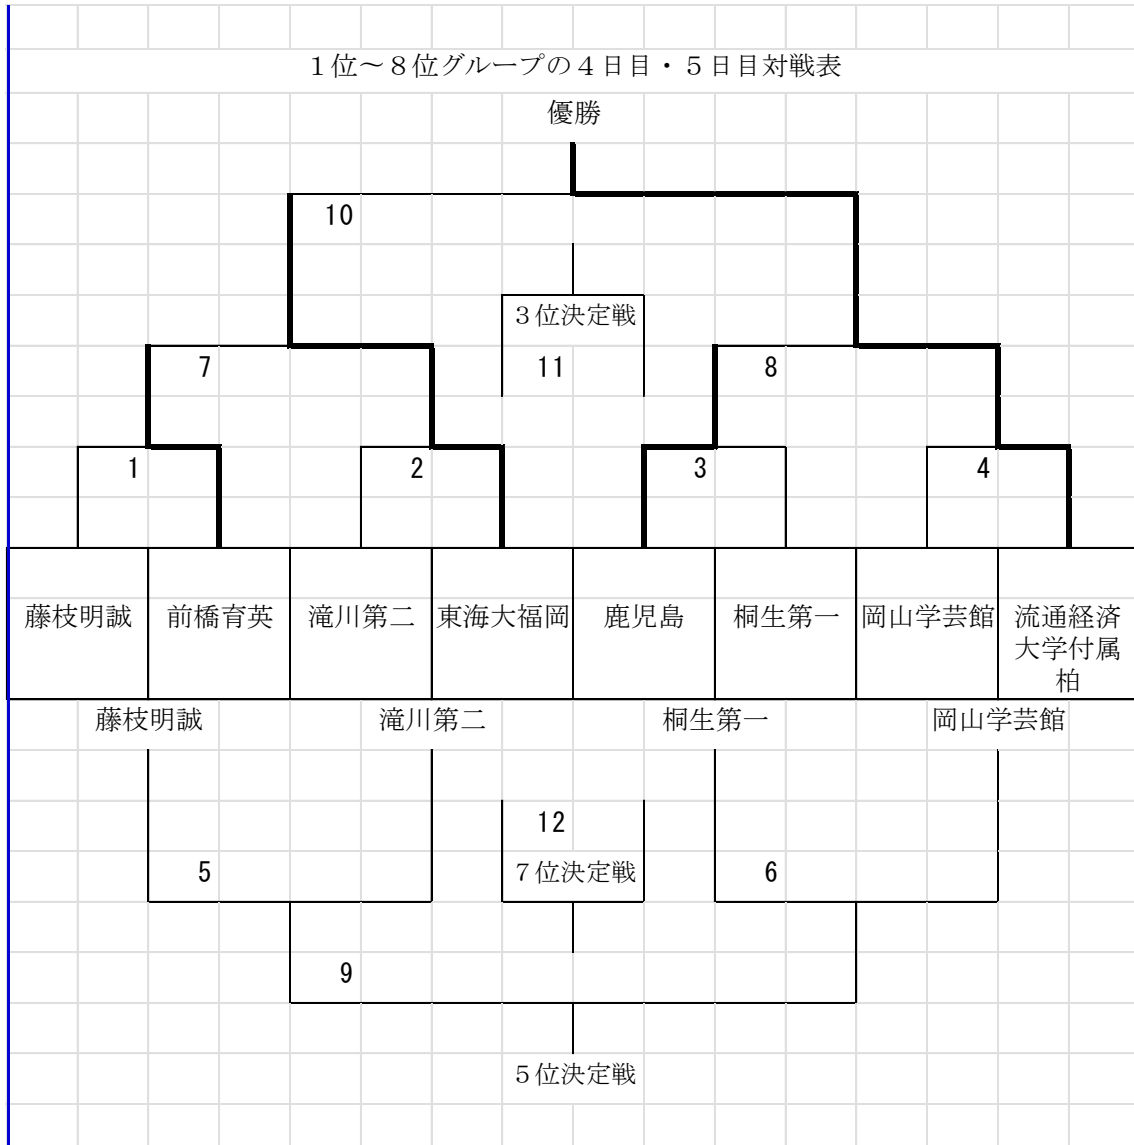 １位～８位グループの４日目・５日目対戦表
優勝
10
３位決定戦
7
11
8
1
2
3
4
藤枝明誠
前橋育英
滝川第二
東海大福岡
鹿児島
桐生第一
岡山学芸館
流通経済
大学付属
柏
藤枝明誠
滝川第二
桐生第一
岡山学芸館
12
5
７位決定戦
6
9
５位決定戦